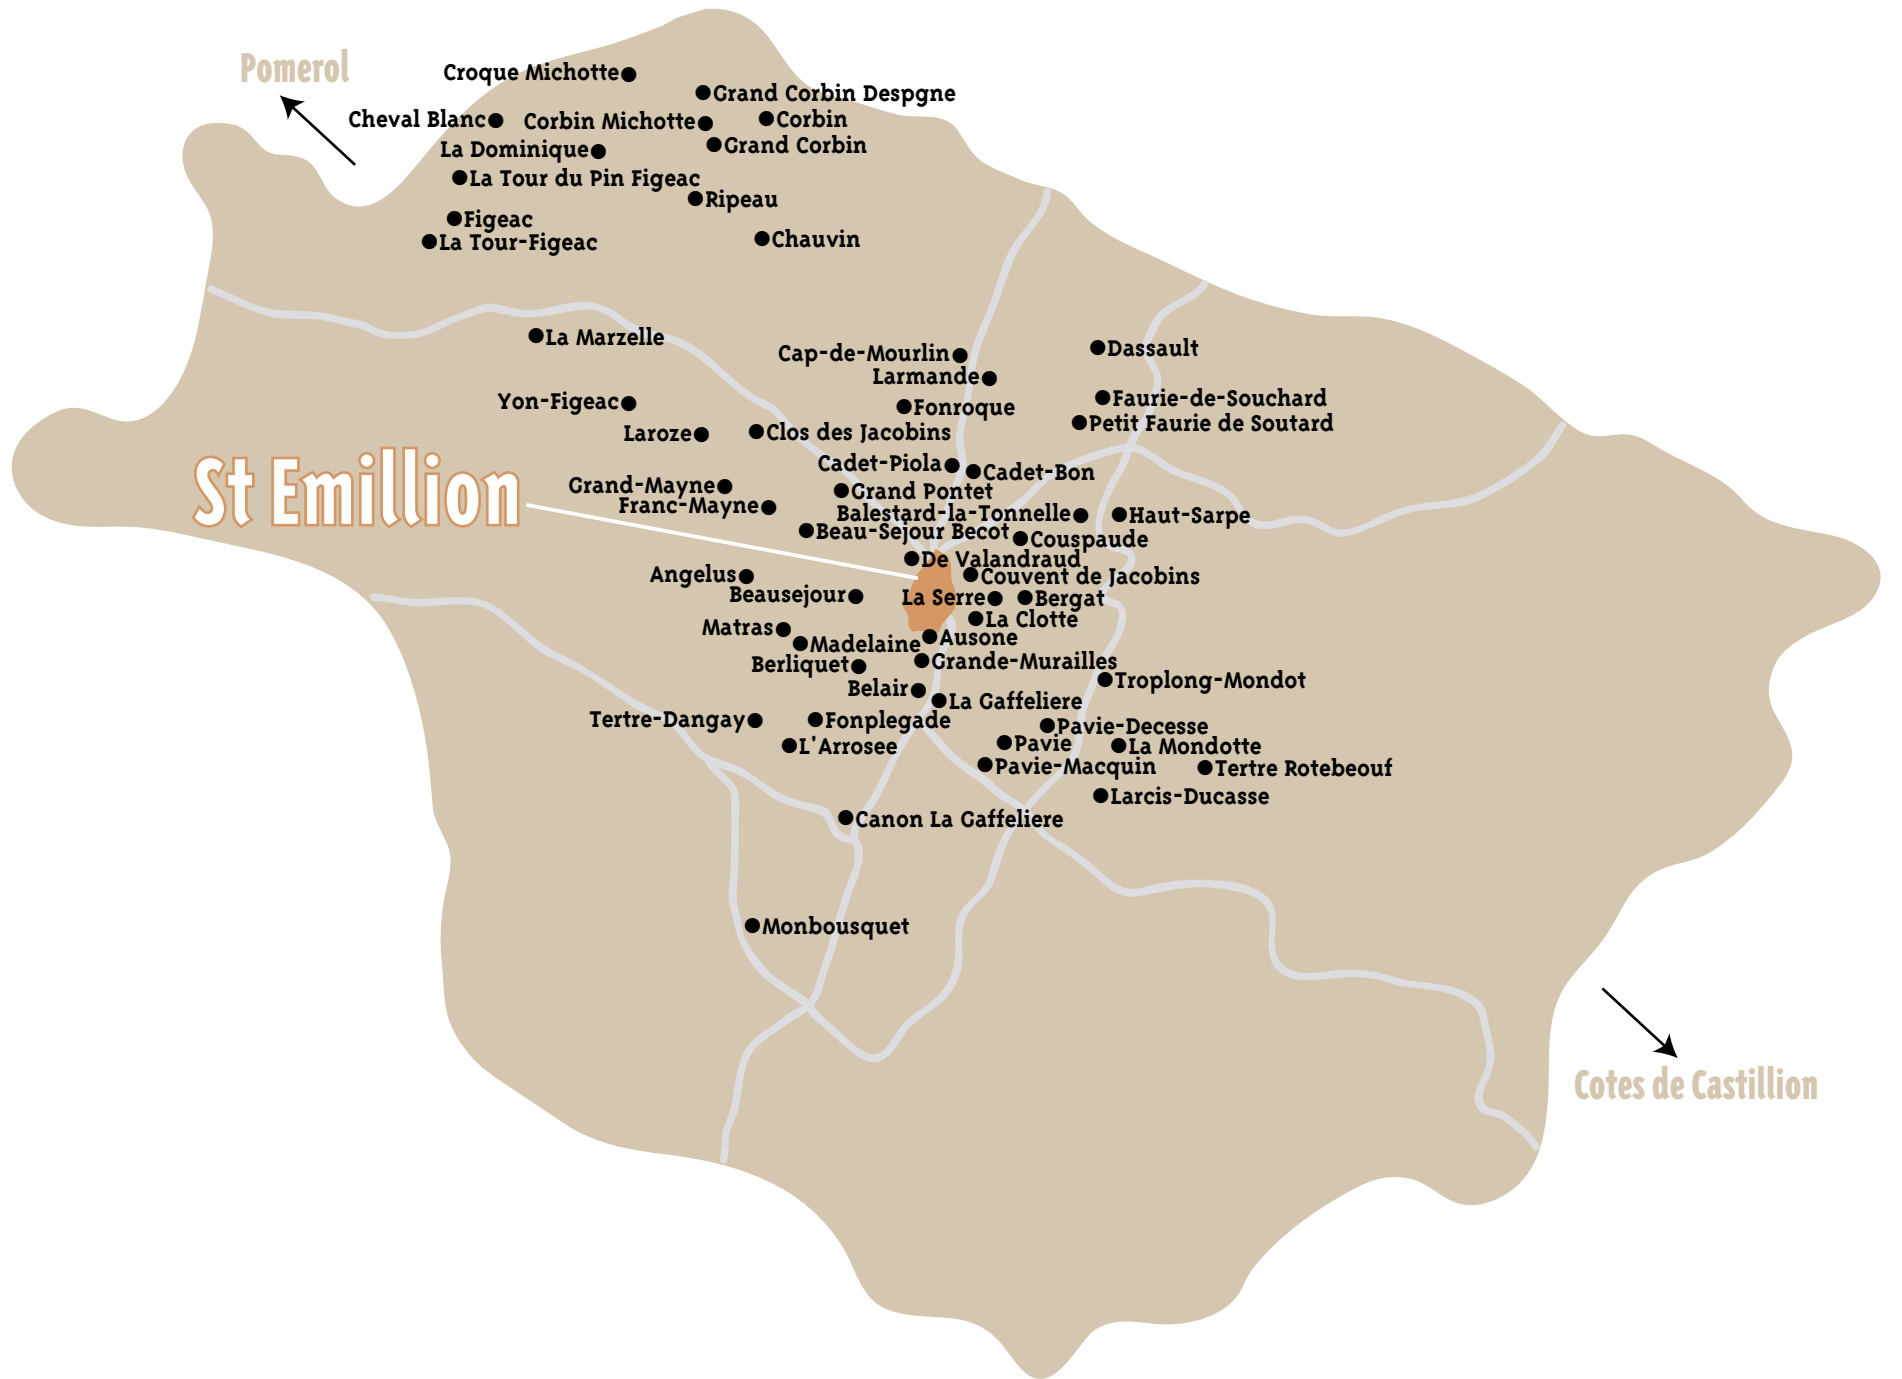 Pomerol
Croque Michotte
Grand Corbin Despgne
Cheval Blanc
Corbin Michotte
Corbin
La Dominique
Grand Corbin
La Tour du Pin Figeac
Ripeau
Figeac
La Tour-Figeac
Chauvin
La Marzelle
Cap-de-Mourlin
Dassault
Larmande
Yon-Figeac
Fonroque
Faurie-de-Souchard
Petit Faurie de Soutard
Laroze
Clos des Jacobins
Cadet-Piola
Cadet-Bon
St Emillion
Grand-Mayne
Grand Pontet
Franc-Mayne
Balestard-la-Tonnelle
Haut-Sarpe
Beau-Sejour Becot
Couspaude
De Valandraud
Angelus
Couvent de Jacobins
Beausejour
La Serre
Bergat
La Clotte
Matras
Madelaine
Ausone
Berliquet
Grande-Murailles
Troplong-Mondot
Belair
La Gaffeliere
Tertre-Dangay
Fonplegade
Pavie-Decesse
L'Arrosee
Pavie
La Mondotte
Pavie-Macquin
Tertre Rotebeouf
Larcis-Ducasse
Canon La Gaffeliere
Monbousquet
Cotes de Castillion